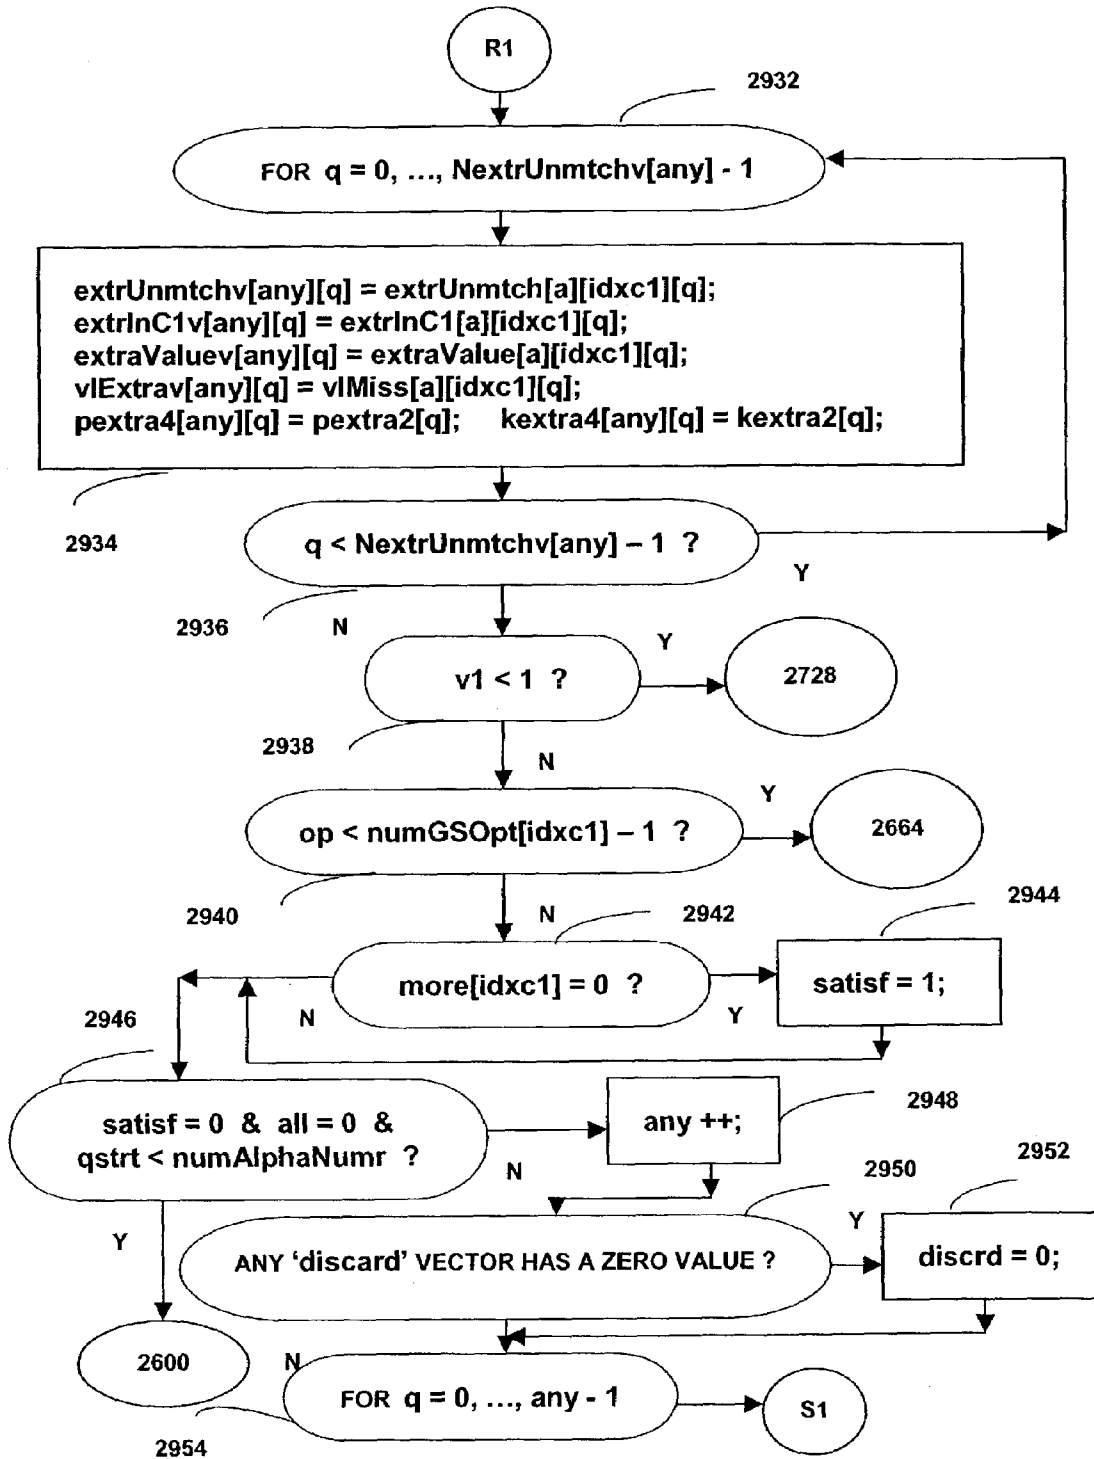 R1
2932
FOR q = 0, ..., NextrUnmtchv[any] - 1
extrUnmtchv[any][q] = extrUnmtch[a][idxc1][q];
extrInC1v[any][q] = extrInC1[a][idxc1][q];
extraValuev[any][q] = extraValue[a][idxc1][q];
vlExtrav[any][q] = vlMiss[a][idxc1][q];
pextra4[any][q] = pextra2[q]; kextra4[any][q] = kextra2[q];
2934
q < NextrUnmtchv[any] – 1 ?
Y
2936
N
v1 < 1 ?
Y
2728
2938
N
op < numGSOpt[idxc1] – 1 ?
Y
2664
2940
N
2942
2944
more[idxc1] = 0 ?
satisf = 1;
N
Y
2946
satisf = 0 & all = 0 &
qstrt < numAlphaNumr ?
any ++;
2948
N
2950
2952
Y
Y
ANY 'discard' VECTOR HAS A ZERO VALUE ?
discrd = 0;
2600
N
FOR q = 0, ..., any - 1
S1
2954